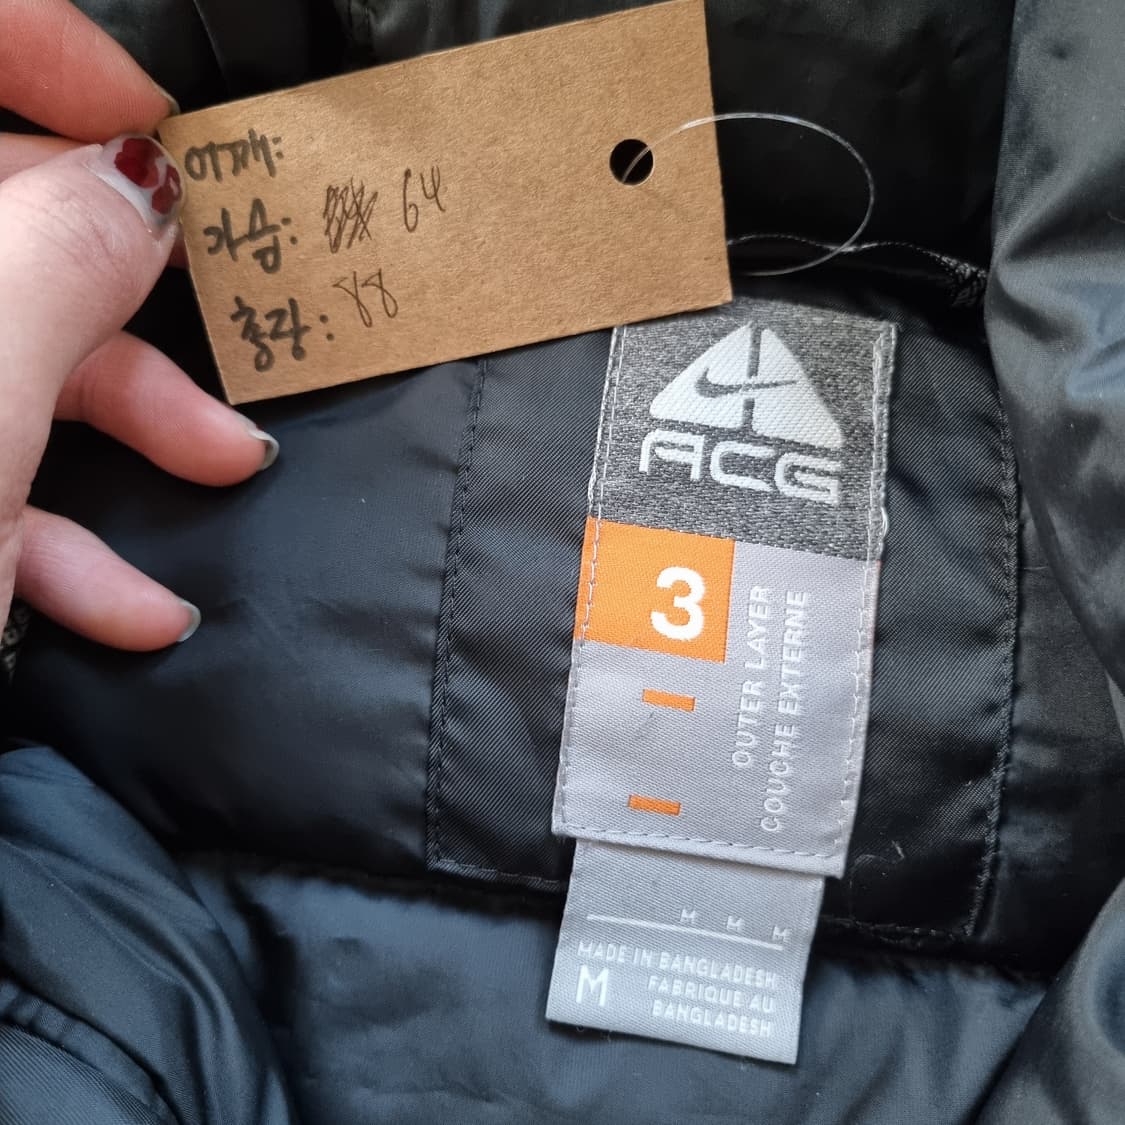 어깨:
가슴: 64
총장: 88
ACG
3
OUTER LAYER
COUCHE EXTERNE
M M M
MADE IN BANGLADESH
M
FABRIQUE AU
BANGLADESH